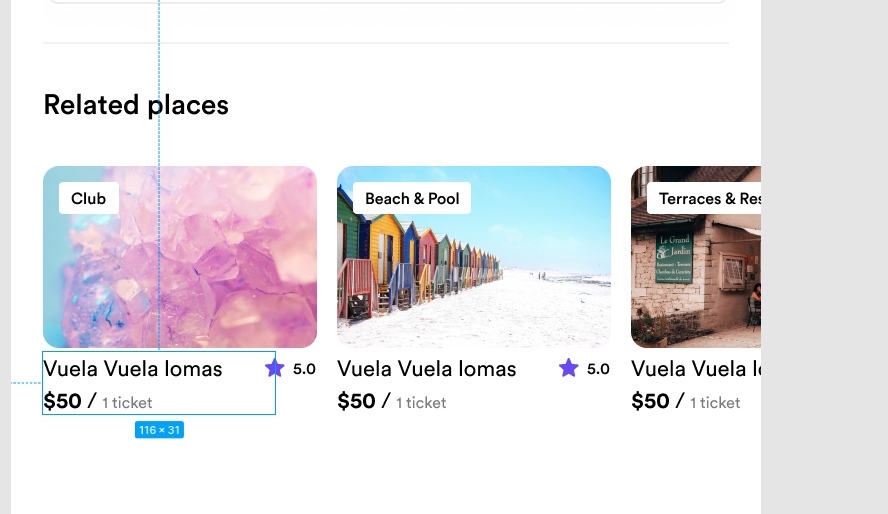 Related places
Club
Beach & Pool
Terraces & Res
Le Grand
Jardin
Vuela Vuela lomas
5.0
Vuela Vuela lomas
5.0
Vuela Vuela
$50 / 1 ticket
$50 / 1 ticket
$50 / 1 ticket
116 × 31